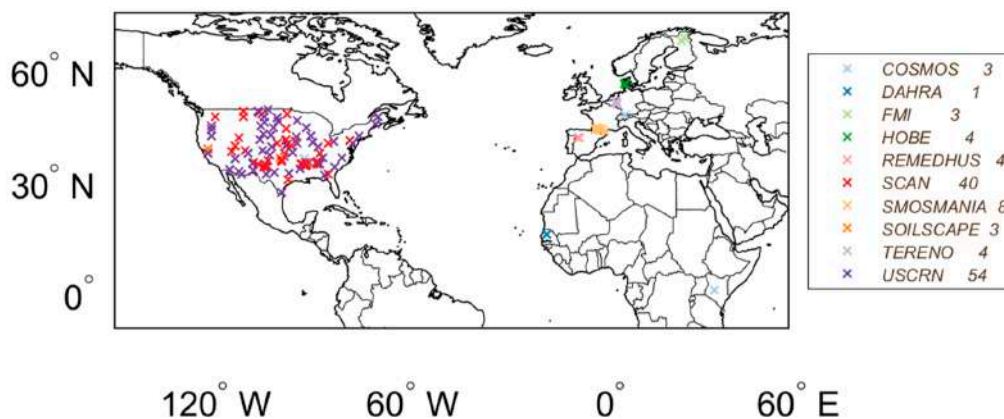 60° N
30° N
0°
120° W
60° W
0°
60° E
COSMOS 3
DAHRA 1
FMI 3
HOBE 4
REMEDHUS 4
SCAN 40
SMOSMANIA 8
SOILSCAPE 3
TERENO 4
USCRN 54